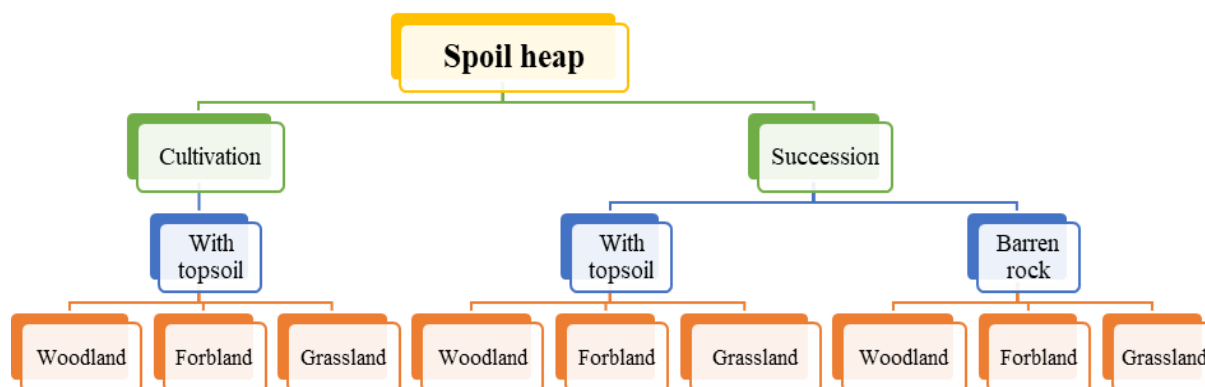 Spoil heap
Cultivation
Succession
With
topsoil
With
topsoil
Barren
rock
Woodland
Forbland
Grassland
Woodland
Forbland
Grassland
Woodland
Forbland
Grassland